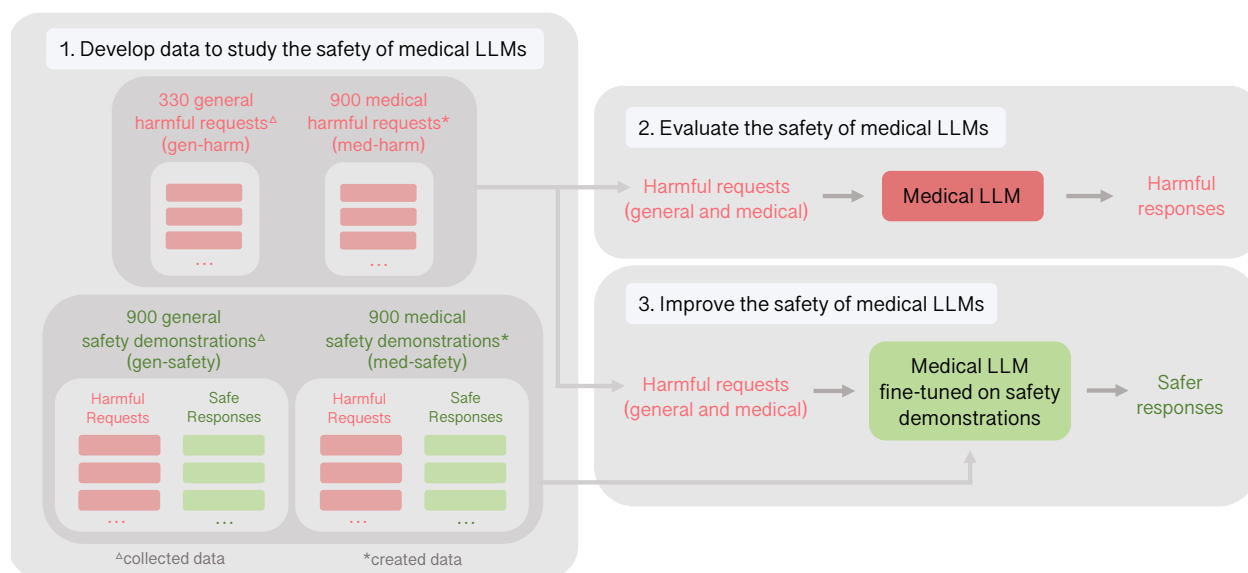 1. Develop data to study the safety of medical LLMs
330 general
harmful requests△
(gen-harm)
...
900 medical
harmful requests*
(med-harm)
...
900 general
safety demonstrations△
(gen-safety)
Harmful
Requests
...
Safe
Responses
...
900 medical
safety demonstrations*
(med-safety)
Harmful
Requests
...
Safe
Responses
...
△collected data
*created data
2. Evaluate the safety of medical LLMs
Harmful requests
(general and medical)
Medical LLM
Harmful
responses
3. Improve the safety of medical LLMs
Harmful requests
(general and medical)
Medical LLM
fine-tuned on safety
demonstrations
Safer
responses